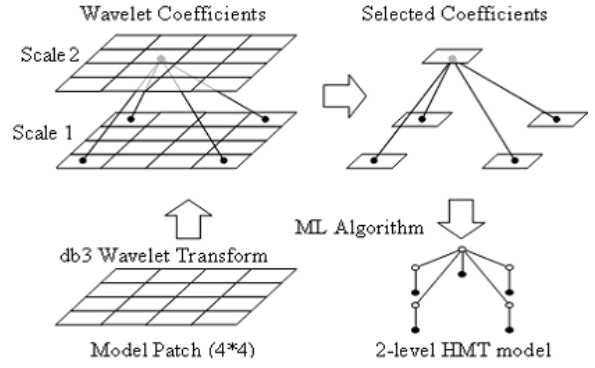 Wavelet Coefficients
Selected Coefficients
Scale 2
Scale 1
ML Algorithm
db3 Wavelet Transform
Model Patch (4*4)
2-level HMT model